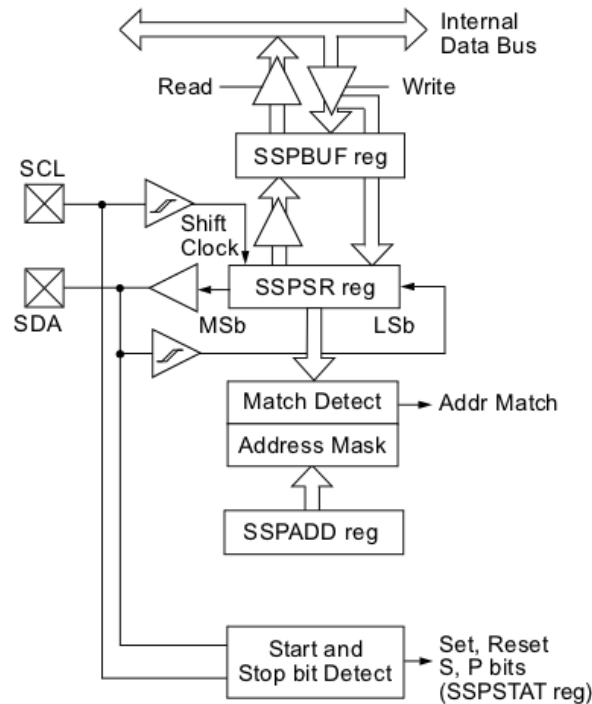 Internal
Data Bus
Read
Write
SSPBUF reg
SCL
Shift
Clock
SSPSR reg
SDA
MSb
LSb
Match Detect
Addr Match
Address Mask
SSPADD reg
Start and
Stop bit Detect
Set, Reset
S, P bits
(SSPSTAT reg)